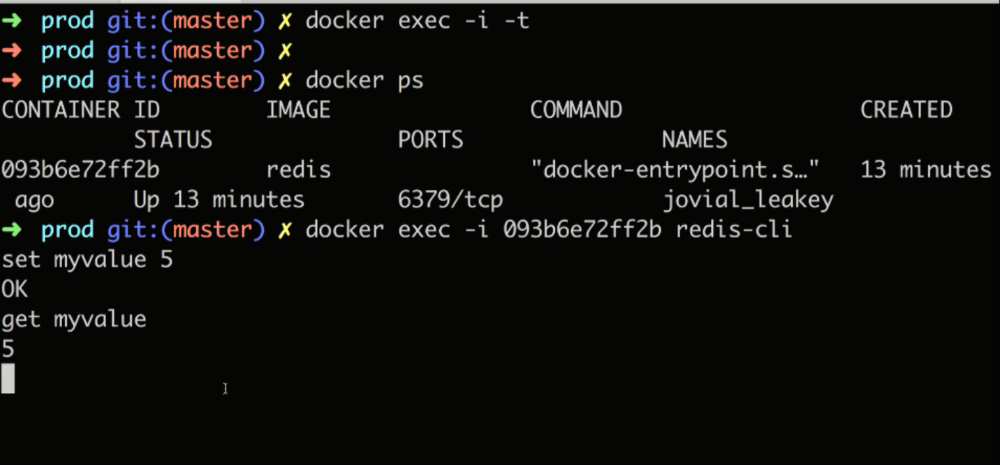 ➜  prod git:(master) ✗ docker exec -i -t
➜  prod git:(master) ✗
➜  prod git:(master) ✗ docker ps
CONTAINER ID        IMAGE               COMMAND                  CREATED
          STATUS              PORTS               NAMES
093b6e72ff2b        redis               "docker-entrypoint.s…"   13 minutes
 ago      Up 13 minutes       6379/tcp            jovial_leakey
➜  prod git:(master) ✗ docker exec -i 093b6e72ff2b redis-cli
set myvalue 5
OK
get myvalue
5